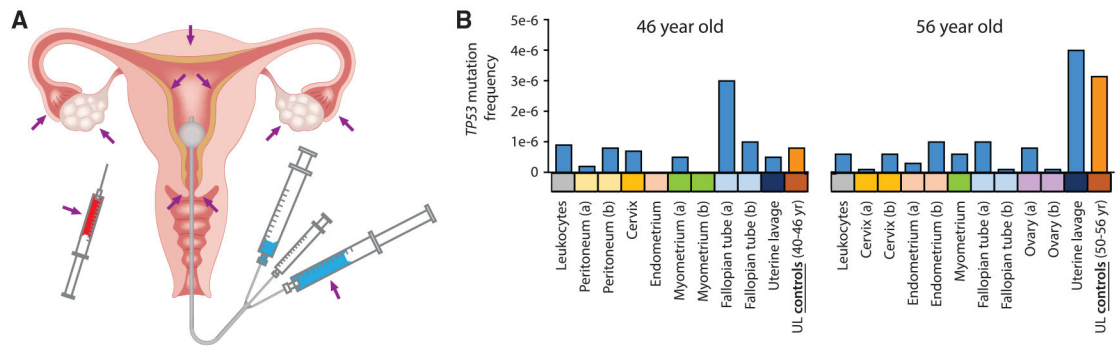 A
B
46 year old
56 year old
TP53 mutation
frequency
5e-6
4e-6
3e-6
2e-6
1e-6
0
Leukocytes
Peritoneum (a)
Peritoneum (b)
Cervix
Endometrium
Myometrium (a)
Myometrium (b)
Fallopian tube (a)
Fallopian tube (b)
Uterine lavage
UL controls (40-46 yr)
Leukocytes
Cervix (a)
Cervix (b)
Endometrium (a)
Endometrium (b)
Myometrium
Fallopian tube (a)
Fallopian tube (b)
Ovary (a)
Ovary (b)
Uterine lavage
UL controls (50-56 yr)